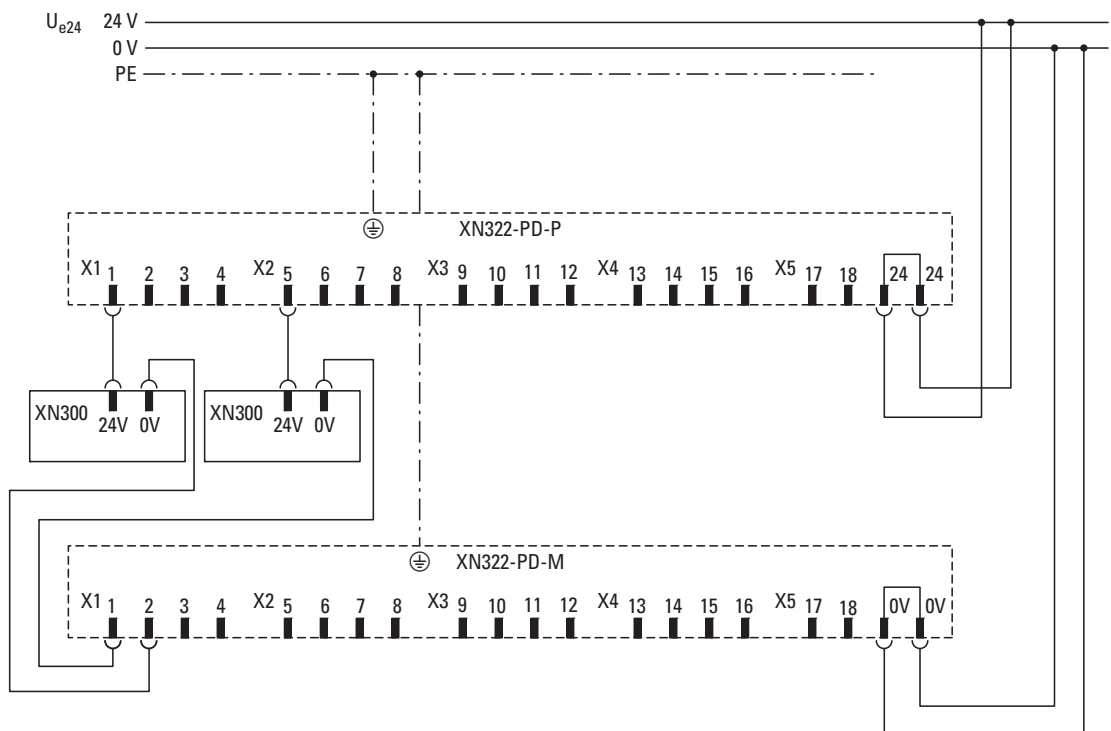 Ue24 24 V
0 V
PE
XN322-PD-P
X1 1 2 3 4 X2 5 6 7 8 X3 9 10 11 12 X4 13 14 15 16 X5 17 18 24 24
XN300 24V 0V XN300 24V 0V
XN322-PD-M
X1 1 2 3 4 X2 5 6 7 8 X3 9 10 11 12 X4 13 14 15 16 X5 17 18 0V 0V